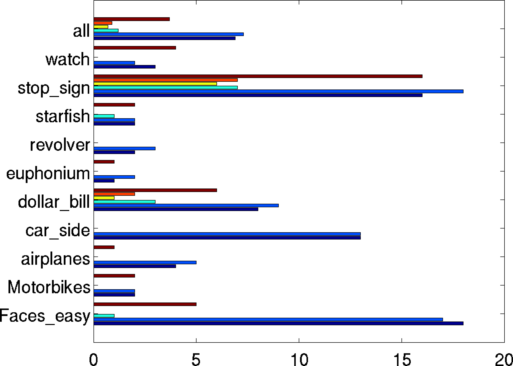 all
watch
stop_sign
starfish
revolver
euphonium
dollar_bill
car_side
airplanes
Motorbikes
Faces_easy
0 5 10 15 20